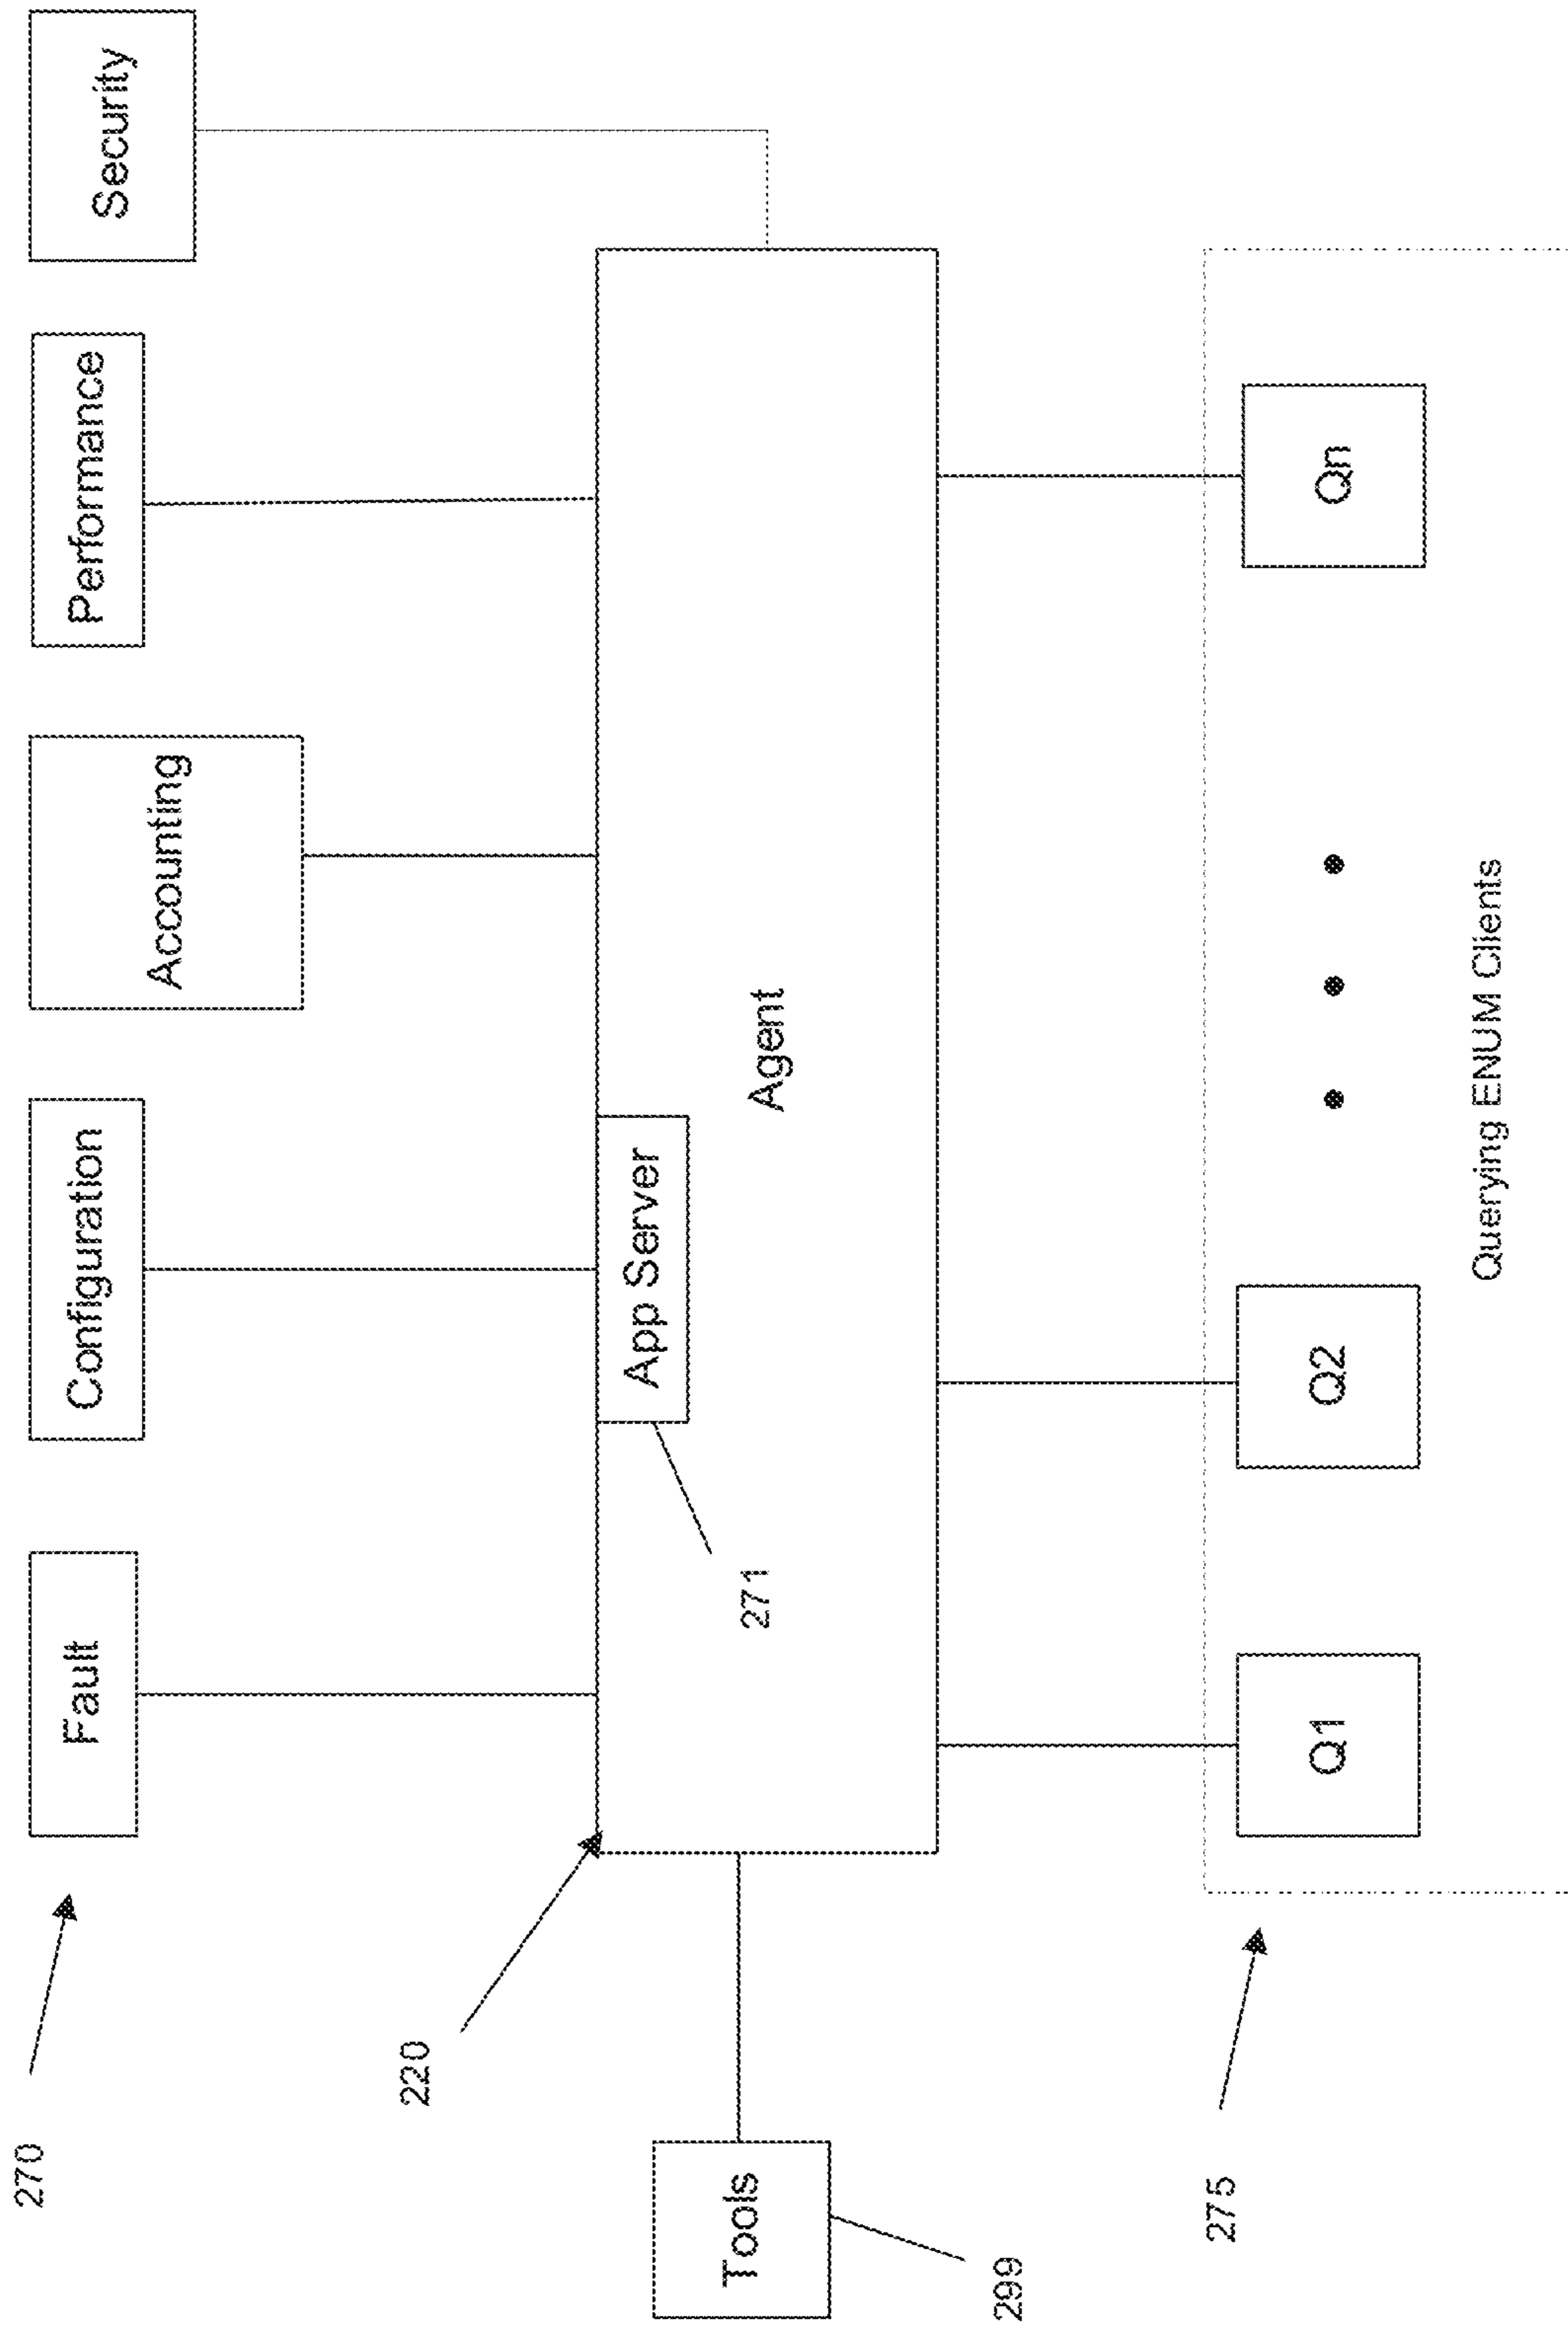 270
Fault
Configuration
Accounting
Performance
Security
220
App Server
271
Agent
Tools
299
275
Q1
Q2
Qn
Querying ENUM Clients